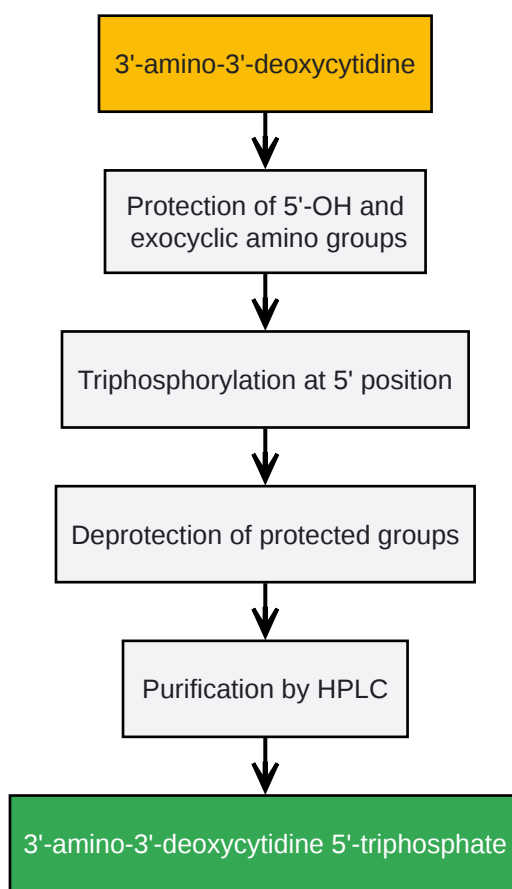 3'-amino-3'-deoxycytidine
Protection of 5'-OH and
exocyclic amino groups
Triphosphorylation at 5' position
Deprotection of protected groups
Purification by HPLC
3'-amino-3'-deoxycytidine 5'-triphosphate